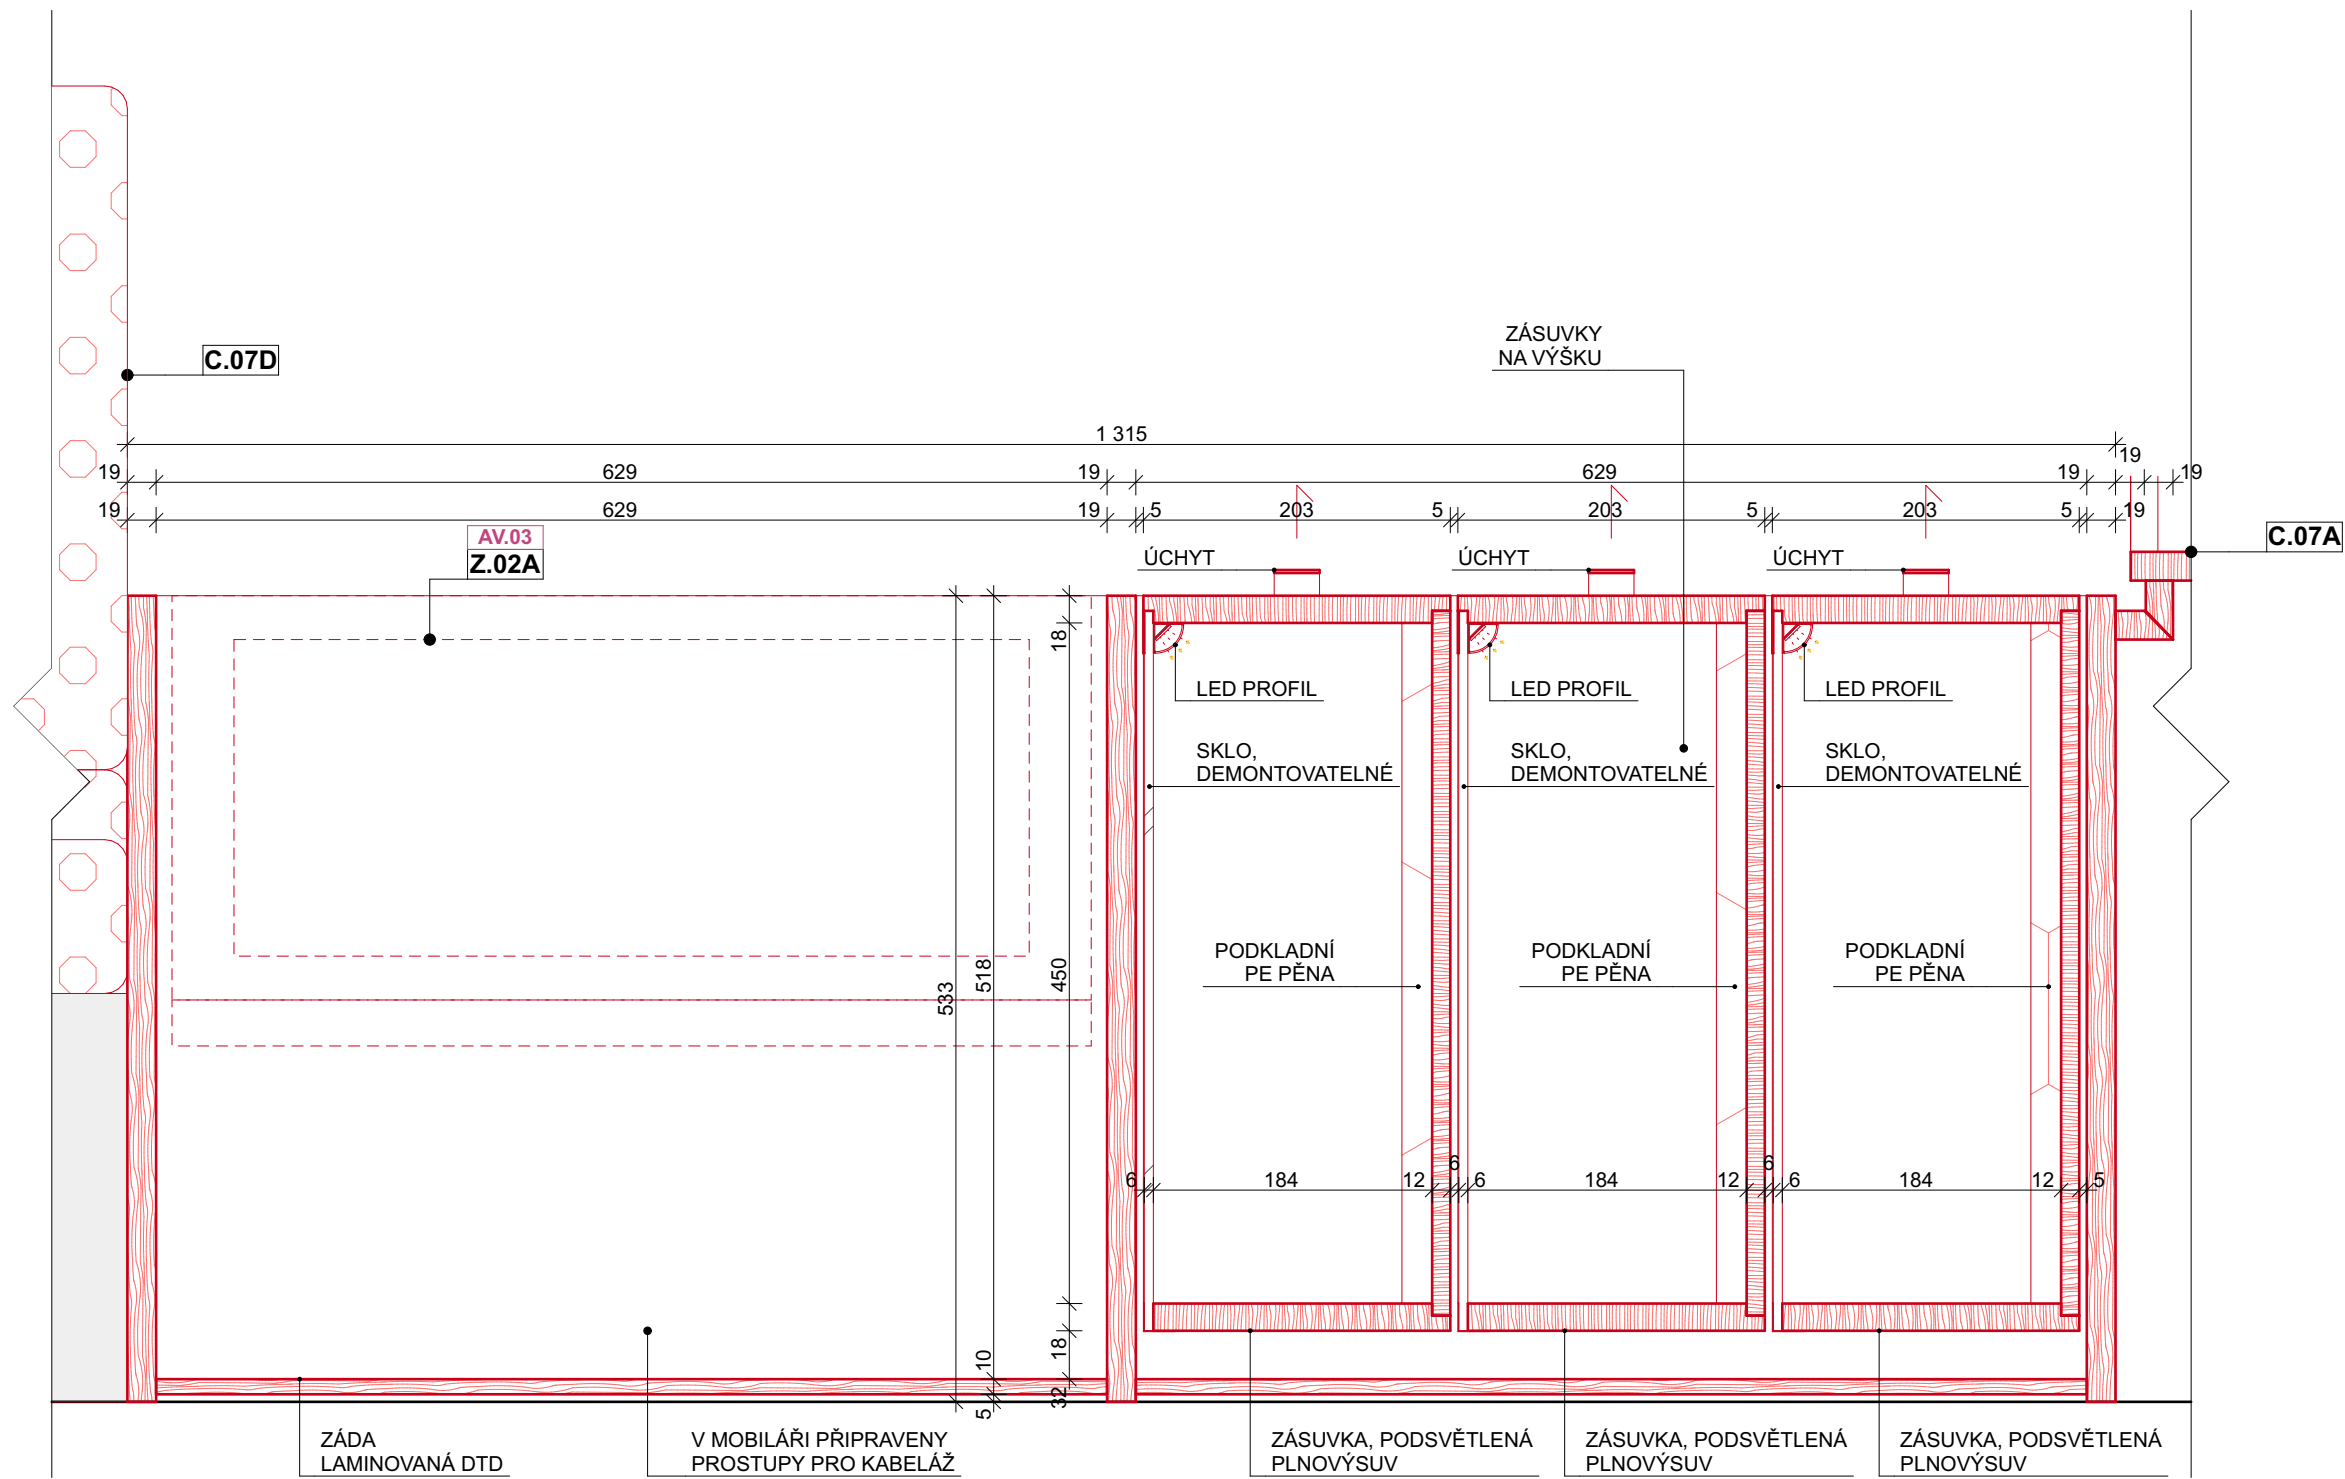 ZÁSUVKY
NA VÝŠKU
C.07D
1 315
19
629
19
629
19
19
19
19
629
19
5
203
5
203
5
203
5
19
AV.03
Z.02A
C.07A
ÚCHYT
ÚCHYT
ÚCHYT
18
LED PROFIL
LED PROFIL
LED PROFIL
SKLO,
DEMONTOVATELNÉ
SKLO,
DEMONTOVATELNÉ
SKLO,
DEMONTOVATELNÉ
533
518
450
PODKLADNÍ
PE PĚNA
PODKLADNÍ
PE PĚNA
PODKLADNÍ
PE PĚNA
6
184
12
6
6
184
12
6
6
184
12
5
10
18
5
32
ZÁDA
LAMINOVANÁ DTD
V MOBILÁŘI PŘIPRAVENY
PROSTUPY PRO KABELÁŽ
ZÁSUVKA, PODSVĚTLENÁ
PLNOVÝSUV
ZÁSUVKA, PODSVĚTLENÁ
PLNOVÝSUV
ZÁSUVKA, PODSVĚTLENÁ
PLNOVÝSUV